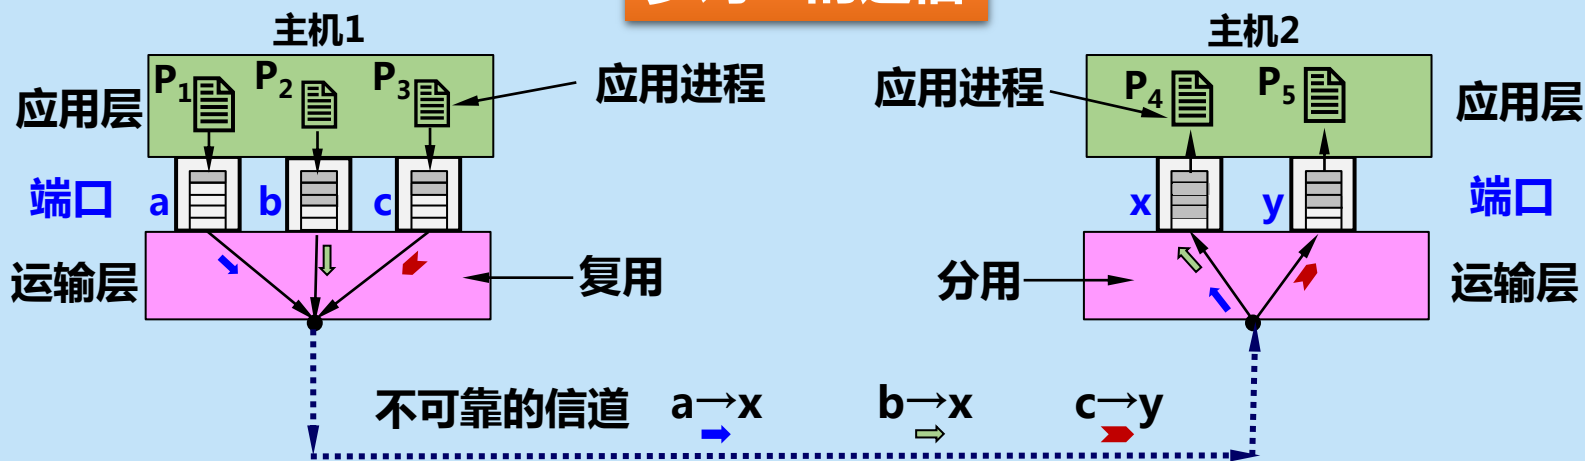 主机1
主机2
P1
P2
P3
应用进程
应用进程
P4
P5
应用层
应用层
端口
a
b
c
x
y
端口
运输层
复用
分用
运输层
不可靠的信道
a→x
b→x
c→y